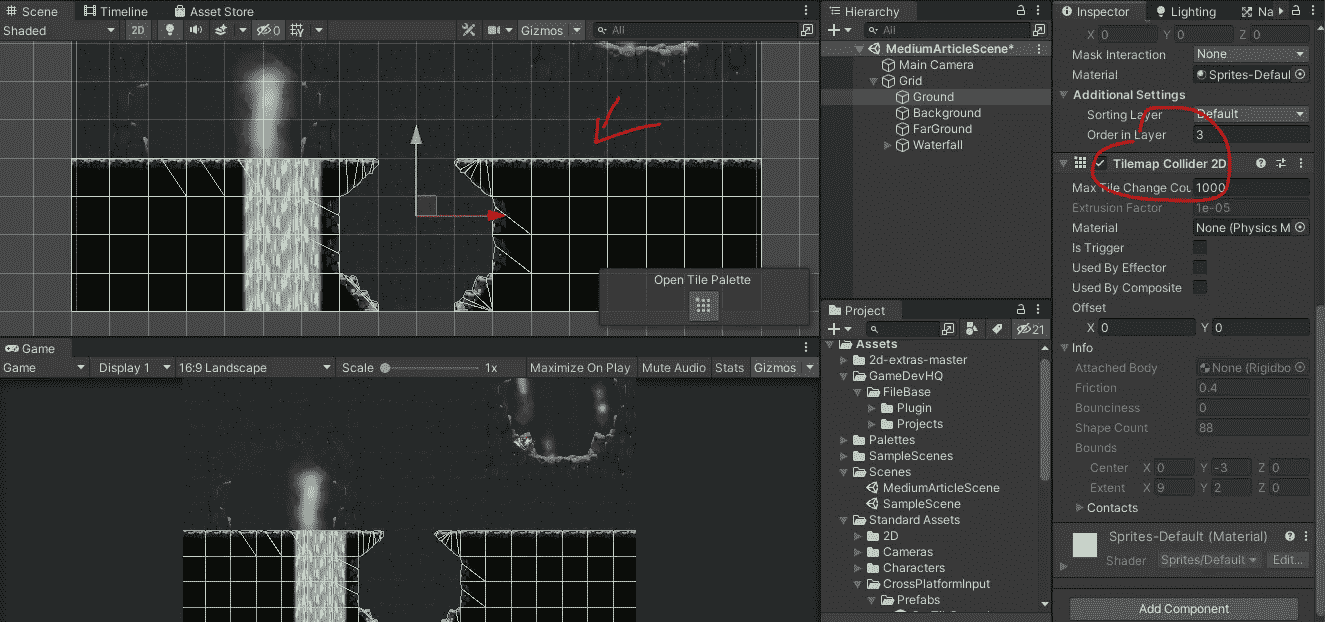 Scene Timeline Asset Store
Shaded 2D 0 Gizmos All
Open Tile Palette
Game
Game Display 1 16:9 Landscape Scale 1x Maximize On Play Mute Audio Stats Gizmos
Hierarchy
All
MediumArticleScene*
Main Camera
Grid
Ground
Background
FarGround
Waterfall
Project
21
Assets
2d-extras-master
GameDevHQ
FileBase
Plugin
Projects
Palettes
SampleScenes
Scenes
MediumArticleScene
SampleScene
Standard Assets
2D
Cameras
Characters
CrossPlatformInput
Prefabs
Inspector Lighting Na
X 0 Y 0 Z 0
Mask Interaction None
Material Sprites-Defaul
Additional Settings
Sorting Layer Default
Order in Layer 3
Tilemap Collider 2D
Max Tile Change Cou 1000
Extrusion Factor 1e-05
Material None (Physics M
Is Trigger
Used By Effector
Used By Composite
Offset
X 0 Y 0
Info
Attached Body None (Rigidbo
Friction 0.4
Bounciness 0
Shape Count 88
Bounds
Center X 0 Y -3 Z 0
Extent X 9 Y 2 Z 0
Contacts
Sprites-Default (Material)
Shader Sprites/Default Edit...
Add Component